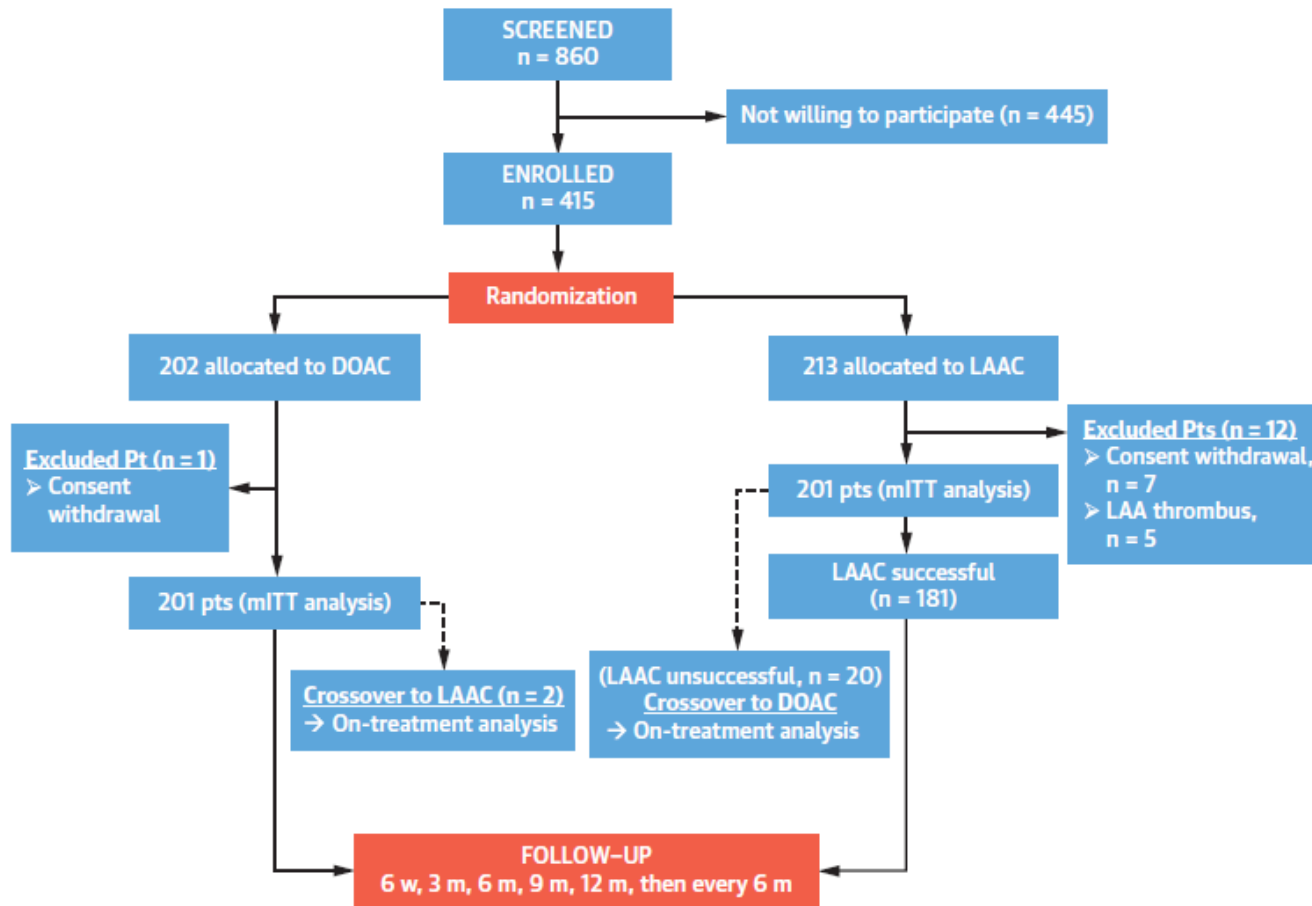 SCREENED
n = 860
Not willing to participate (n = 445)
ENROLLED
n = 415
Randomization
202 allocated to DOAC
213 allocated to LAAC
Excluded Pt (n = 1)
➢ Consent
withdrawal
Excluded Pts (n = 12)
➢ Consent withdrawal,
n = 7
➢ LAA thrombus,
n = 5
201 pts (mITT analysis)
201 pts (mITT analysis)
LAAC successful
(n = 181)
Crossover to LAAC (n = 2)
→ On-treatment analysis
(LAAC unsuccessful, n = 20)
Crossover to DOAC
→ On-treatment analysis
FOLLOW–UP
6 w, 3 m, 6 m, 9 m, 12 m, then every 6 m